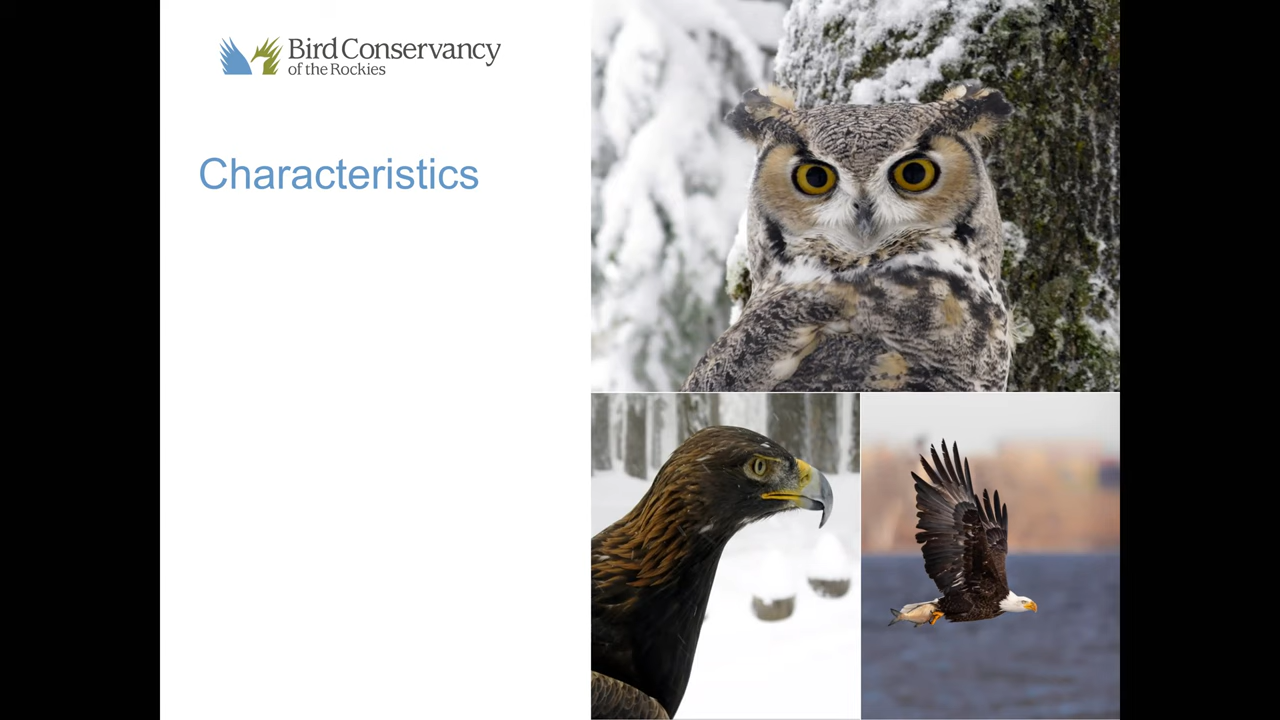 Bird Conservancy
of the Rockies
Characteristics